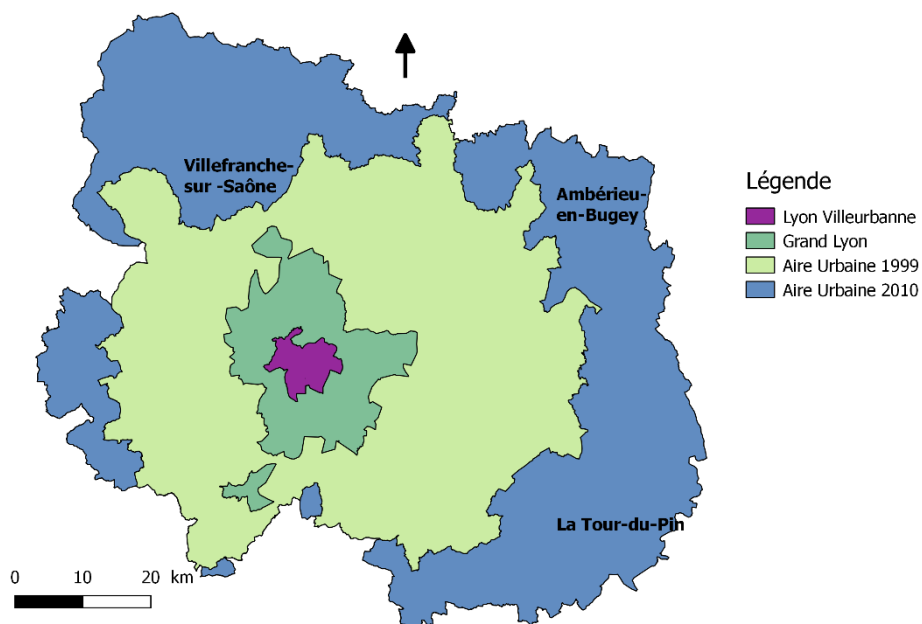 Villefranche-
sur -Saône
Ambérieu-
en-Bugey
La Tour-du-Pin
Légende
Lyon Villeurbanne
Grand Lyon
Aire Urbaine 1999
Aire Urbaine 2010
0 10 20 km